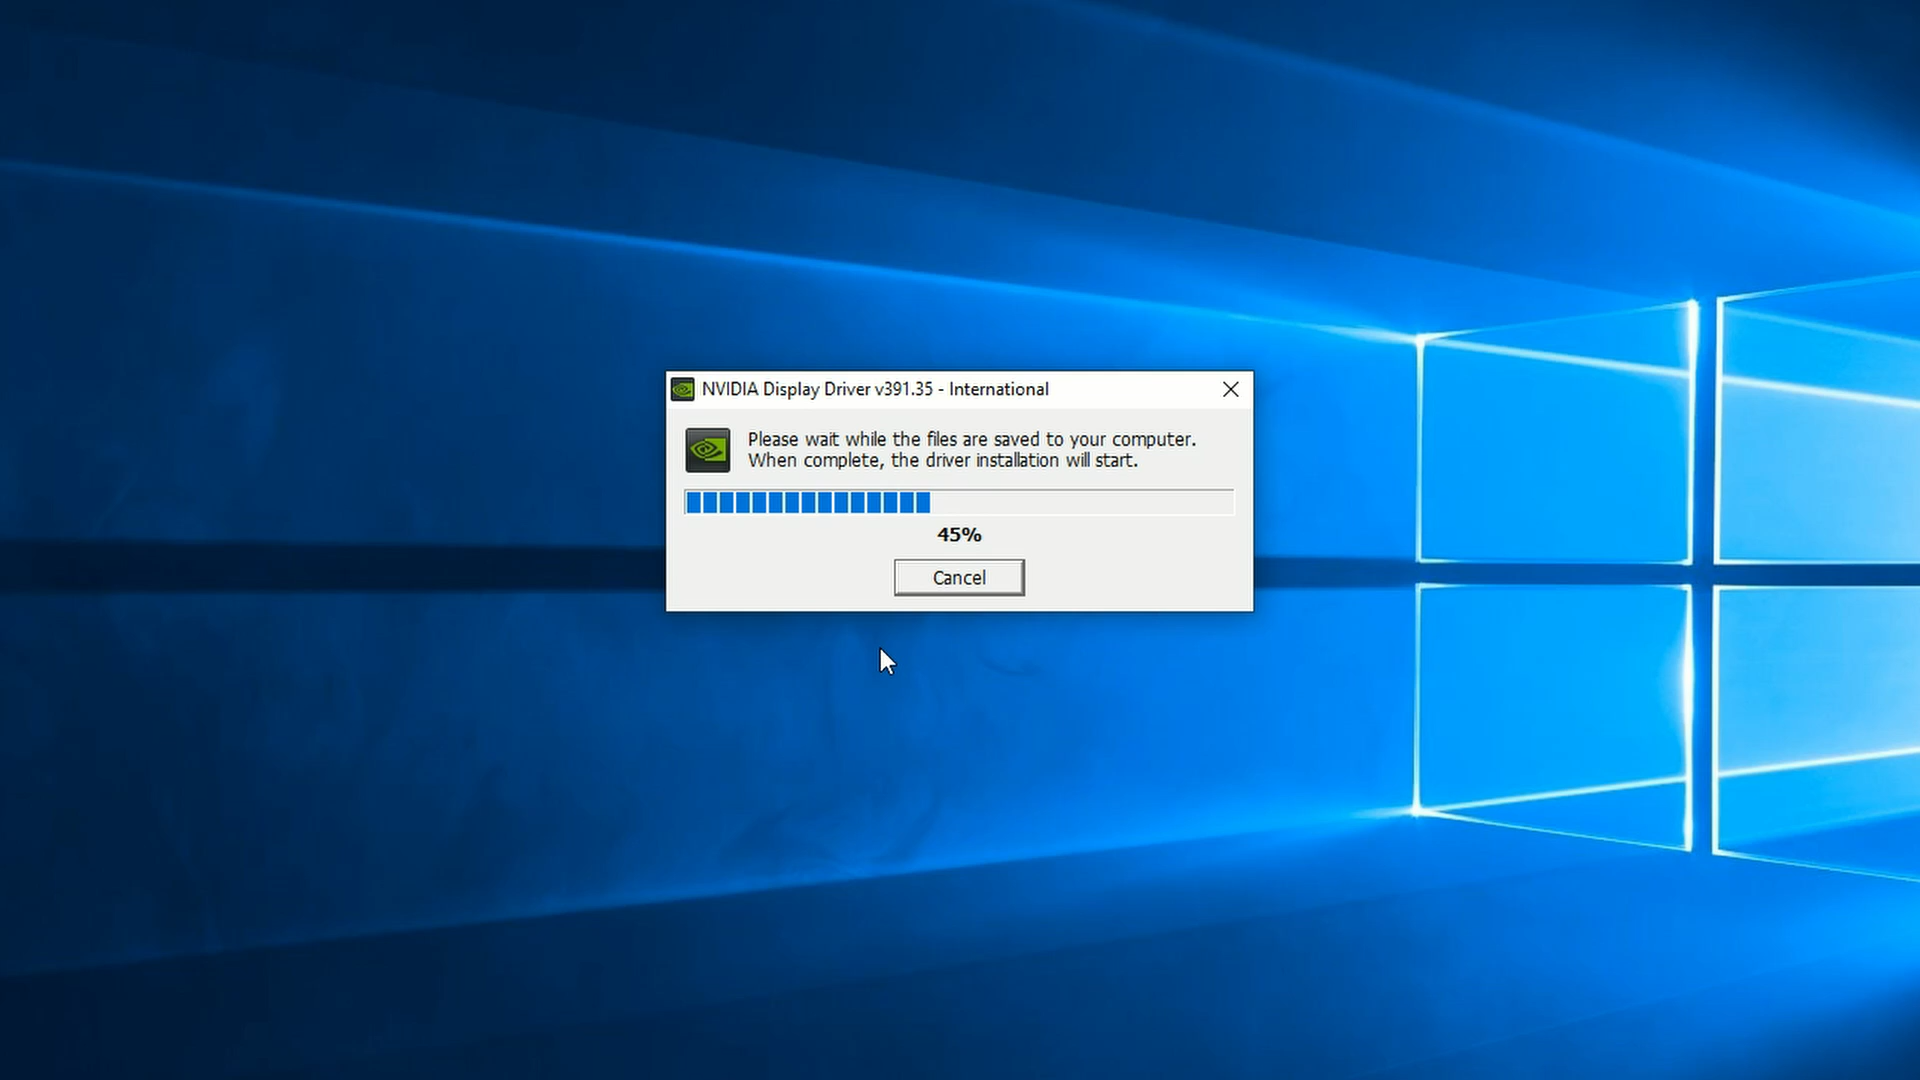 NVIDIA Display Driver v391.35 - International
Please wait while the files are saved to your computer.
When complete, the driver installation will start.
45%
Cancel